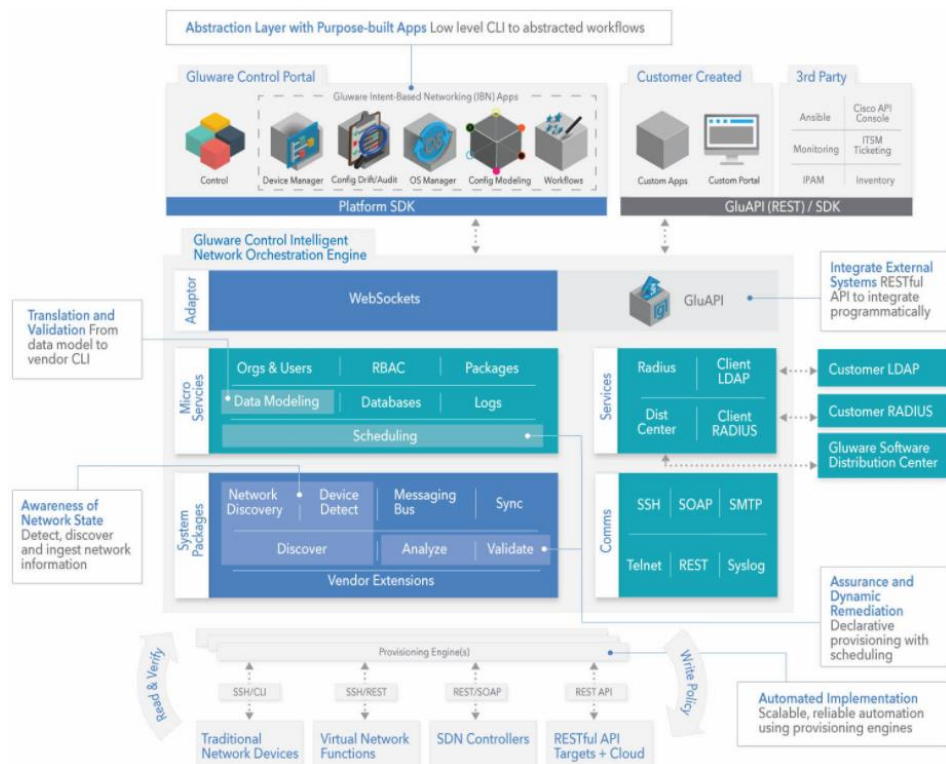 Abstraction Layer with Purpose-built Apps Low level CLI to abstracted workflows
Gluware Control Portal
Gluware Intent-Based Networking (IBN) Apps
Control
Device Manager
Config Drift/Audit
OS
OS Manager
Config Modeling
Workflows
Platform SDK
Customer Created
Custom Apps
Custom Portal
3rd Party
Ansible
Cisco API
Console
Monitoring
ITSM
Ticketing
IPAM
Inventory
GluAPI (REST) / SDK
Gluware Control Intelligent
Network Orchestration Engine
Adaptor
WebSockets
GluAPI
Integrate External
Systems RESTful
API to integrate
programmatically
Translation and
Validation From
data model to
vendor CLI
Micro
Servcies
Orgs & Users
RBAC
Packages
Data Modeling
Databases
Logs
Scheduling
Services
Radius
Client
LDAP
Dist
Center
Client
RADIUS
Customer LDAP
Customer RADIUS
Gluware Software
Distribution Center
Awareness of
Network State
Detect, discover
and ingest network
information
System
Packages
Network
Discovery
Device
Detect
Messaging
Bus
Sync
Discover
Analyze
Validate
Vendor Extensions
Comms
SSH
SOAP
SMTP
Telnet
REST
Syslog
Assurance and
Dynamic
Remediation
Declarative
provisioning with
scheduling
Read & Verify
Provisioning Engine(s)
Write Policy
SSH/CLI
SSH/REST
REST/SOAP
REST API
Automated Implementation
Scalable, reliable automation
using provisioning engines
Traditional
Network Devices
Virtual Network
Functions
SDN Controllers
RESTful API
Targets + Cloud